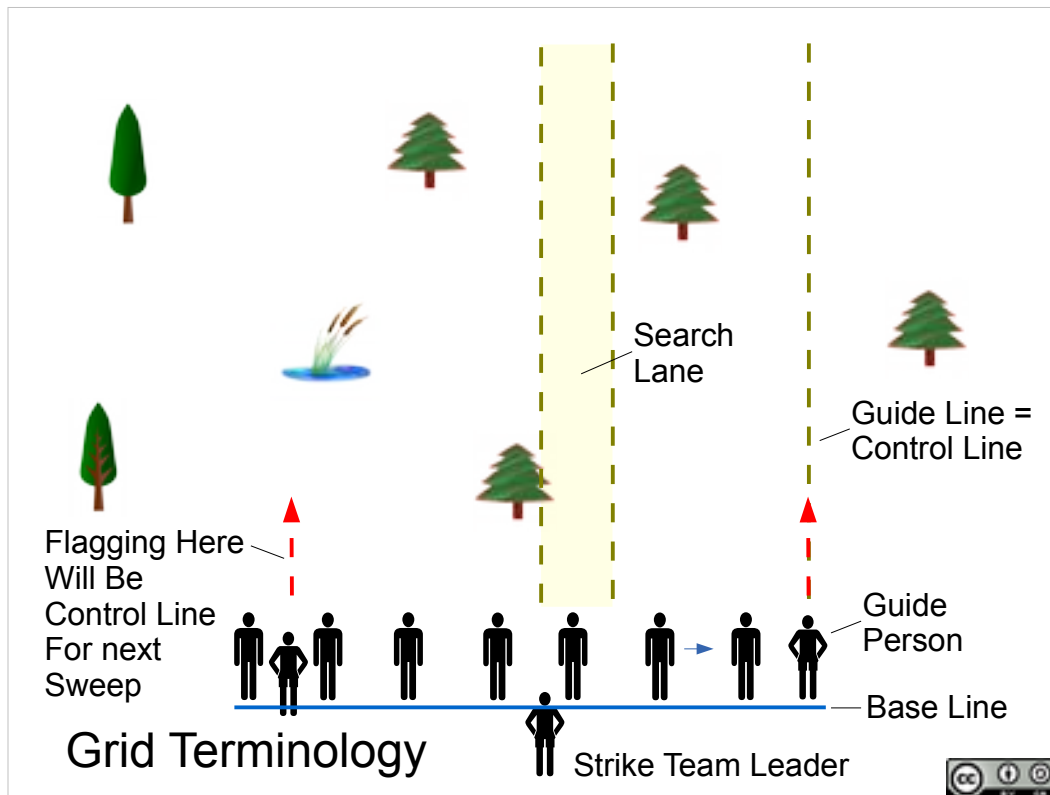 Search
Lane
Guide Line =
Control Line
Flagging Here
Will Be
Control Line
For next
Sweep
Guide
Person
Base Line
Grid Terminology
Strike Team Leader
cc